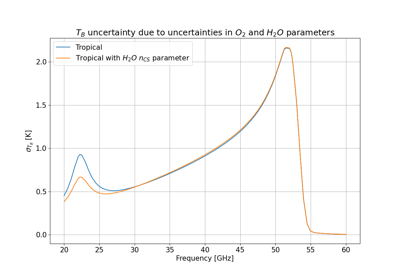 T_B uncertainty due to uncertainties in O_2 and H_2O parameters
Tropical
Tropical with H_2O n_CS parameter
2.0
1.5
1.0
0.5
0.0
20 25 30 35 40 45 50 55 60
Frequency [GHz]